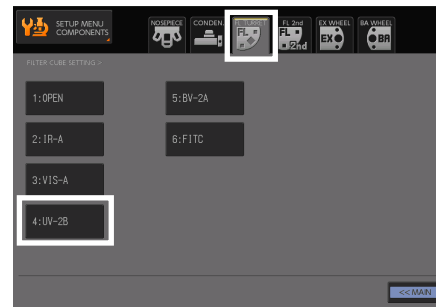 SETUP MENU
COMPONENTS
NOSEPIECE
CONDEN.
FL TURRET
FL 2nd
EX WHEEL
BA WHEEL
FL
FL
2nd
EX
BA
FILTER CUBE SETTING >
1:OPEN
5:BV-2A
2:IR-A
6:FITC
3:VIS-A
4:UV-2B
<< MAIN